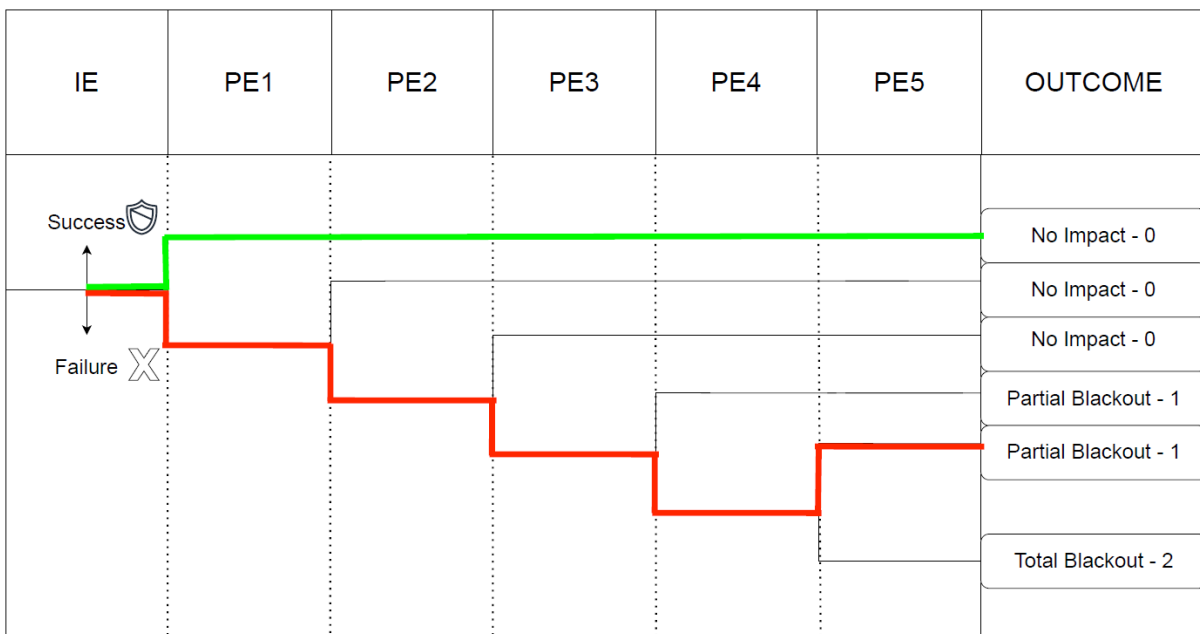 IE PE1 PE2 PE3 PE4 PE5 OUTCOME
Success
Failure
No Impact - 0
No Impact - 0
No Impact - 0
Partial Blackout - 1
Partial Blackout - 1
Total Blackout - 2